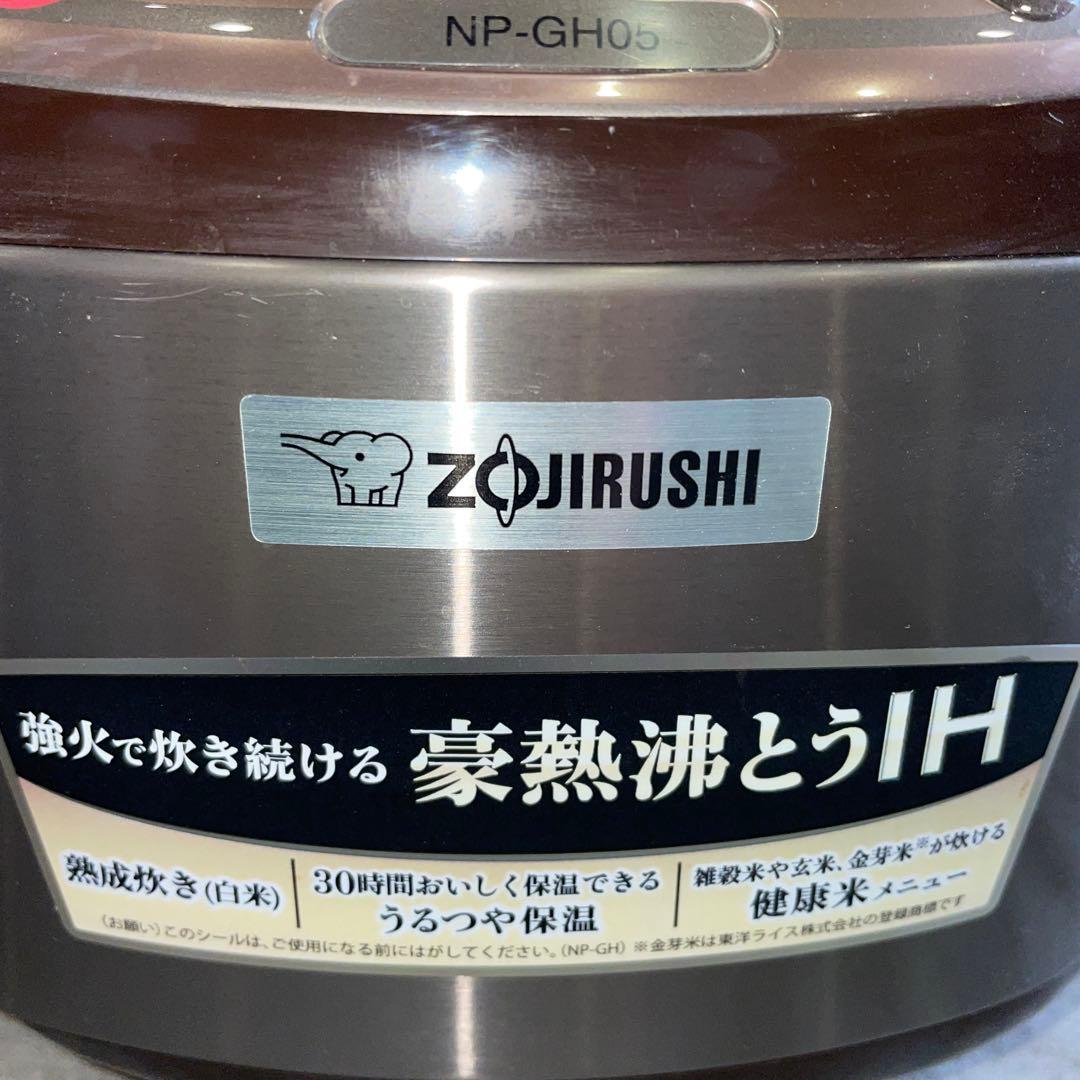 NP-GH05
ZOJIRUSHI
強火で炊き続ける 豪熱沸とうIH
熟成炊き(白米)
30時間おいしく保温できる
うるつや保温
雑穀米や玄米、金芽米※が炊ける
健康米メニュー
(お願い)このシールは、ご使用になる前にはがしてください。(NP-GH) ※金芽米は東洋ライス株式会社の登録商標です